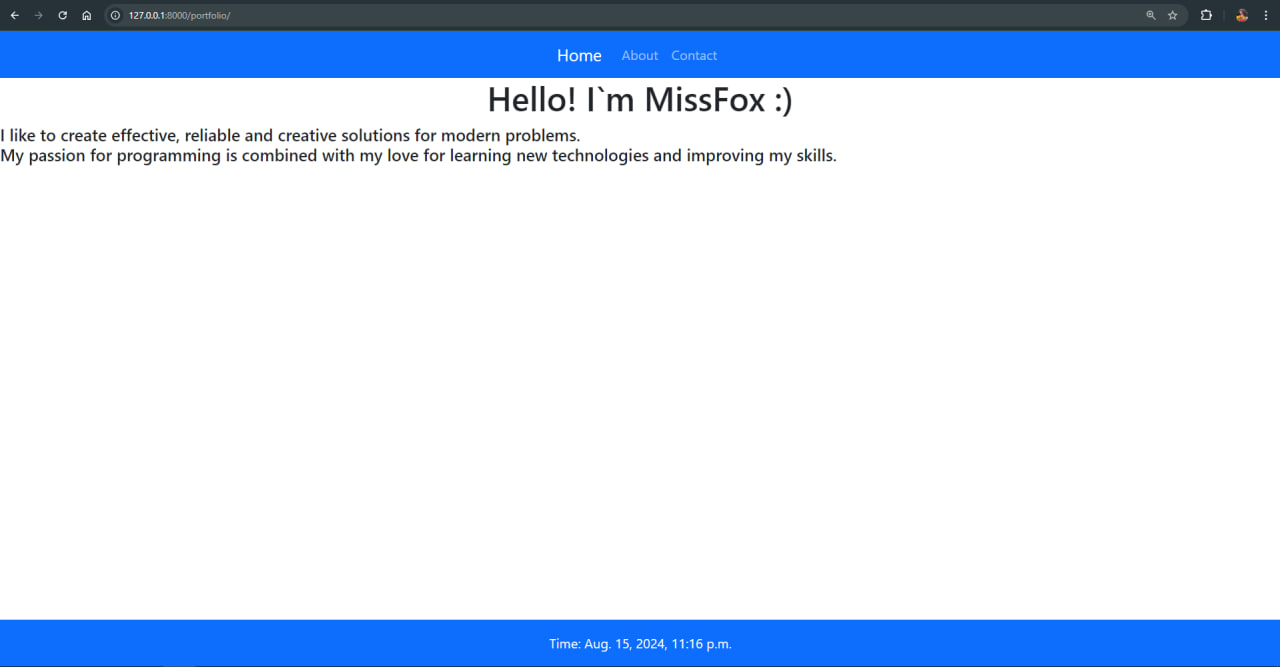 127.0.0.1:8000/portfolio/
Home About Contact
Hello! I`m MissFox :)
I like to create effective, reliable and creative solutions for modern problems.
My passion for programming is combined with my love for learning new technologies and improving my skills.
Time: Aug. 15, 2024, 11:16 p.m.